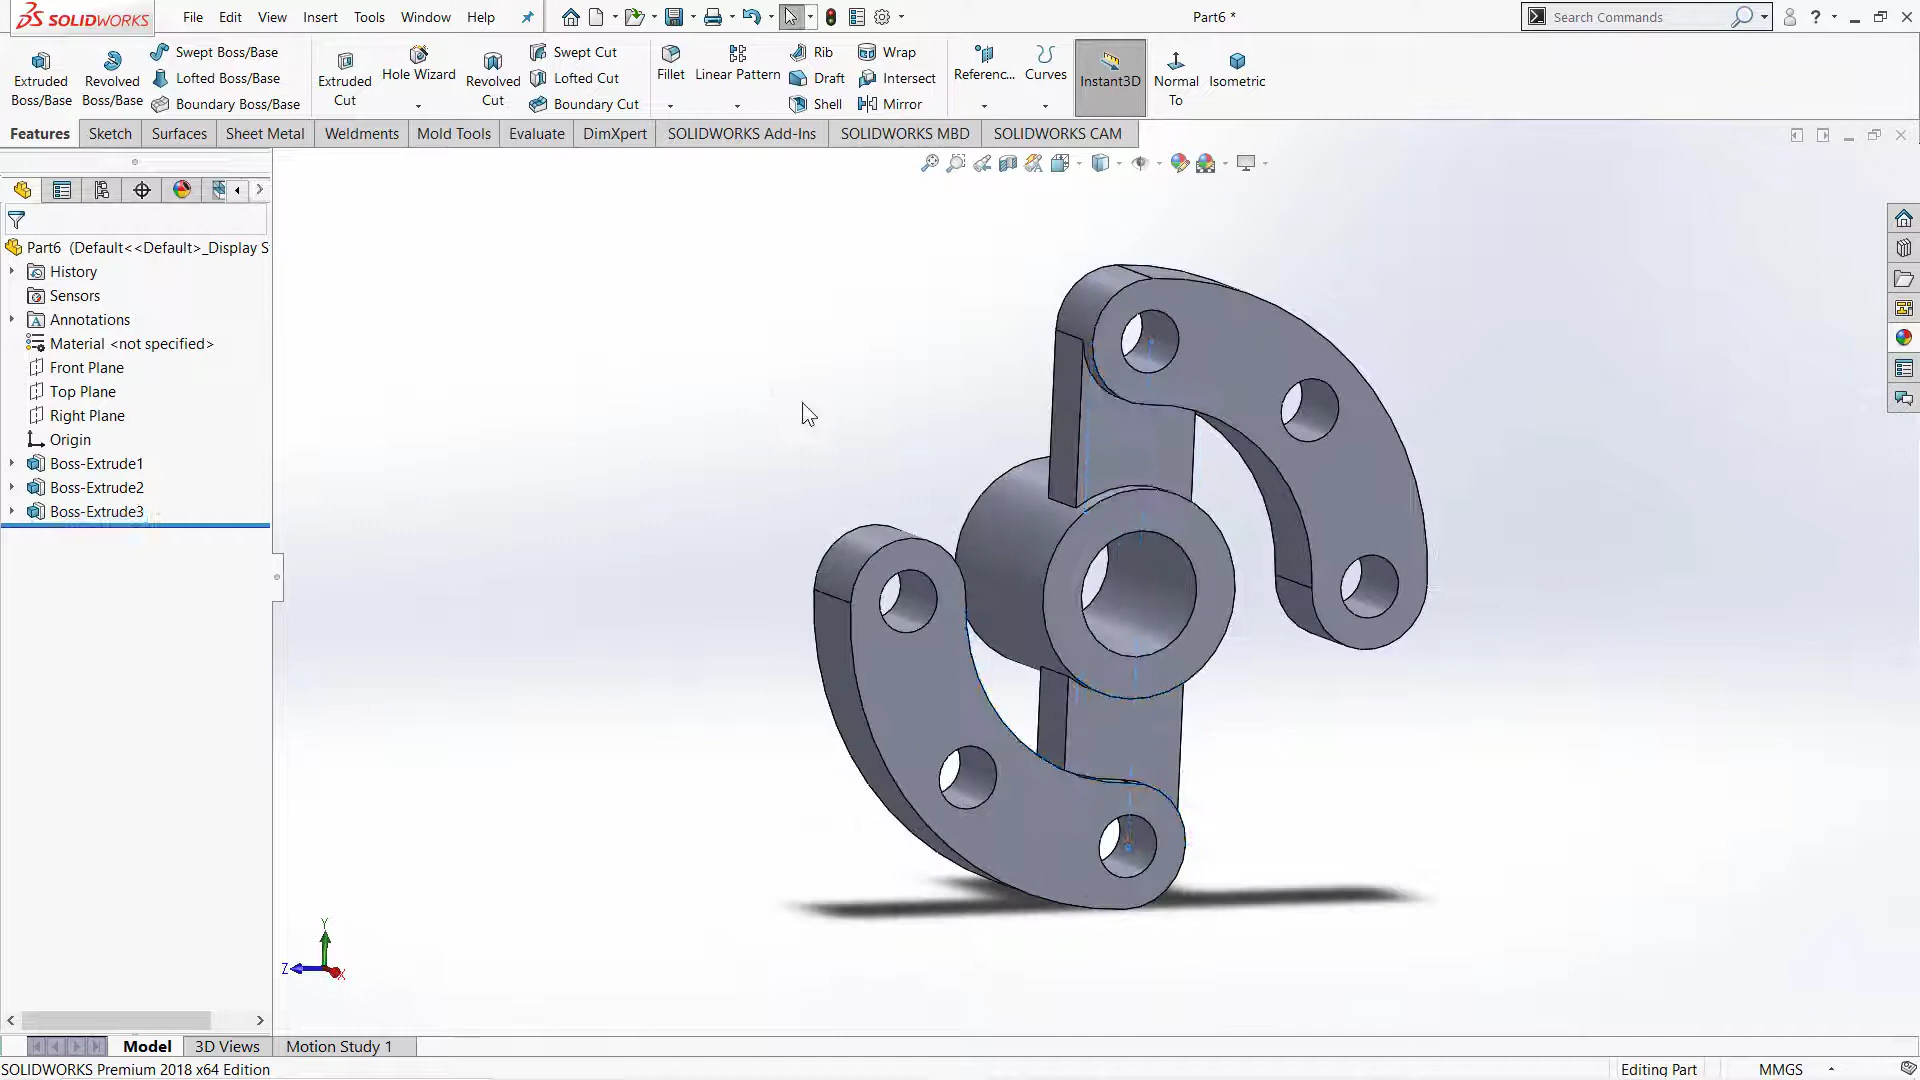 SOLIDWORKS File Edit View Insert Tools Window Help Part6 * Search Commands
Extruded Boss/Base
Revolved Boss/Base
Swept Boss/Base
Lofted Boss/Base
Boundary Boss/Base
Extruded Cut
Hole Wizard
Revolved Cut
Swept Cut
Lofted Cut
Boundary Cut
Fillet
Linear Pattern
Rib
Draft
Shell
Wrap
Intersect
Mirror
Referenc...
Curves
Instant3D
Normal To
Isometric
Features Sketch Surfaces Sheet Metal Weldments Mold Tools Evaluate DimXpert SOLIDWORKS Add-Ins SOLIDWORKS MBD SOLIDWORKS CAM
Part6 (Default<<Default>_Display S
History
Sensors
Annotations
Material <not specified>
Front Plane
Top Plane
Right Plane
Origin
Boss-Extrude1
Boss-Extrude2
Boss-Extrude3
Y
Z
X
Model 3D Views Motion Study 1
SOLIDWORKS Premium 2018 x64 Edition Editing Part MMGS